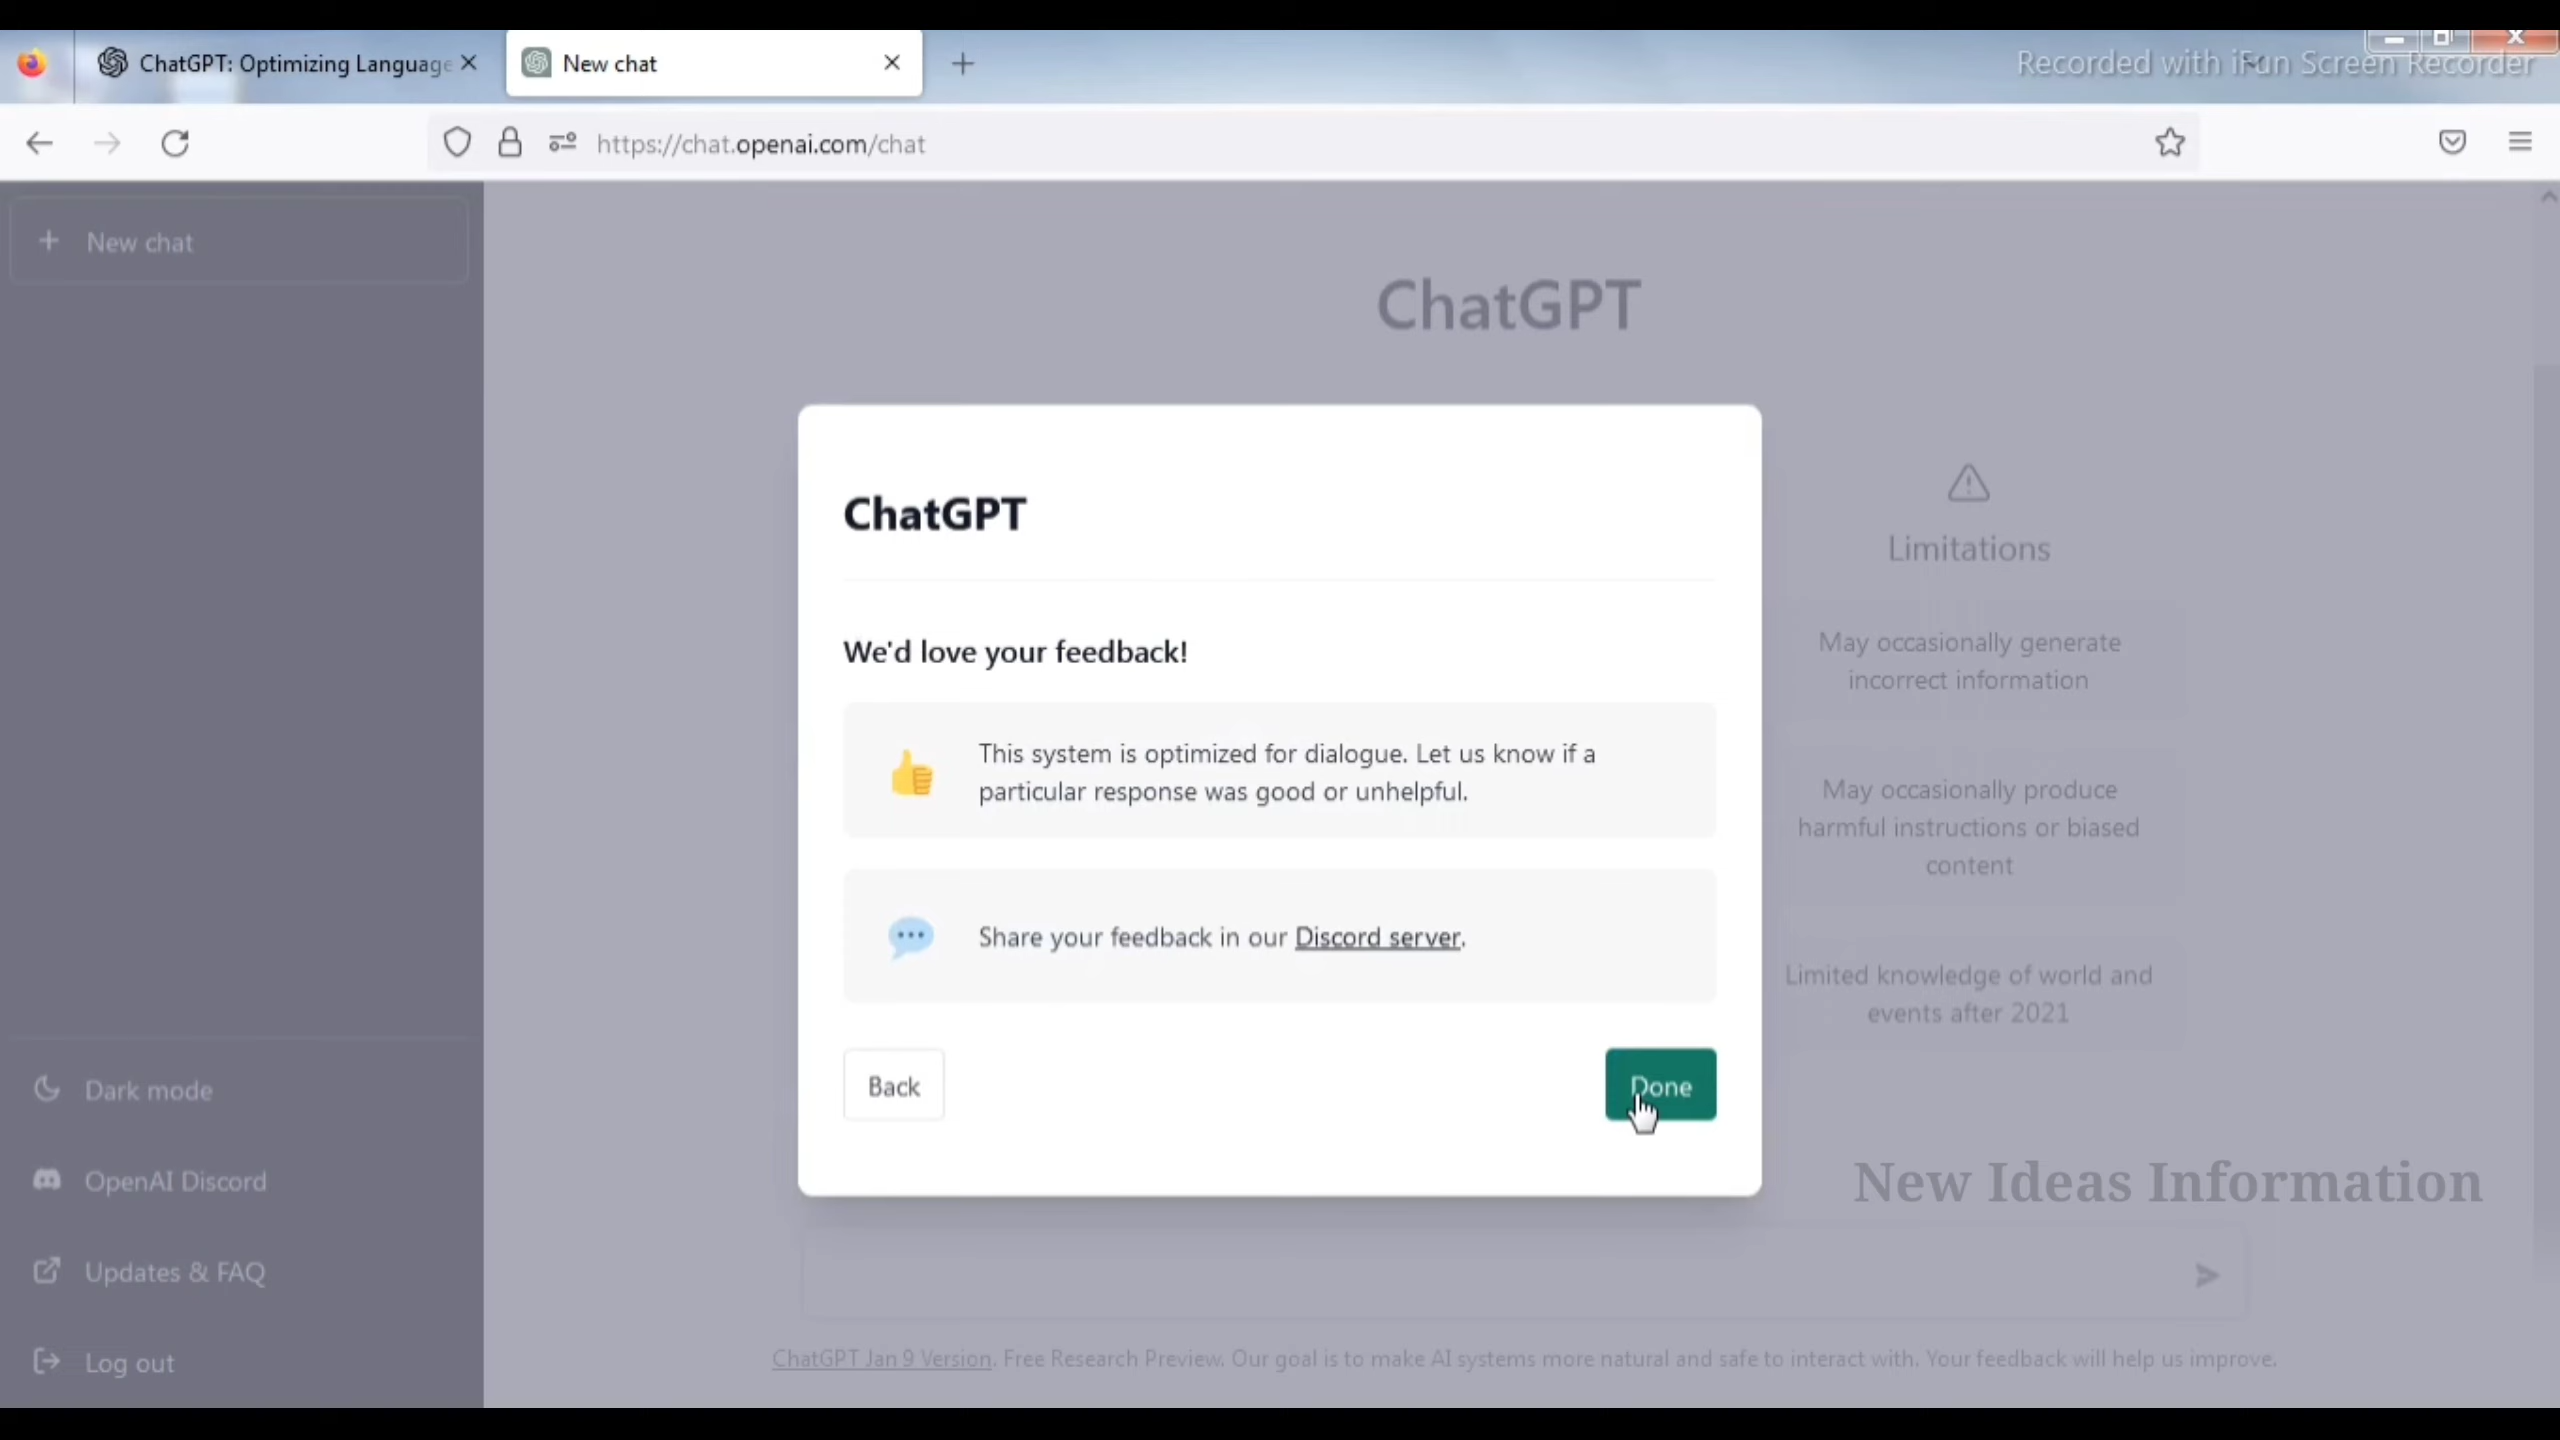 ChatGPT: Optimizing Language
New chat
Recorded with iFun Screen Recorder
https://chat.openai.com/chat
New chat
ChatGPT
Limitations
May occasionally generate
incorrect information
May occasionally produce
harmful instructions or biased
content
Limited knowledge of world and
events after 2021
ChatGPT
We'd love your feedback!
This system is optimized for dialogue. Let us know if a
particular response was good or unhelpful.
Share your feedback in our Discord server.
Back
Done
Dark mode
OpenAI Discord
Updates & FAQ
Log out
New Ideas Information
ChatGPT Jan 9 Version. Free Research Preview. Our goal is to make AI systems more natural and safe to interact with. Your feedback will help us improve.